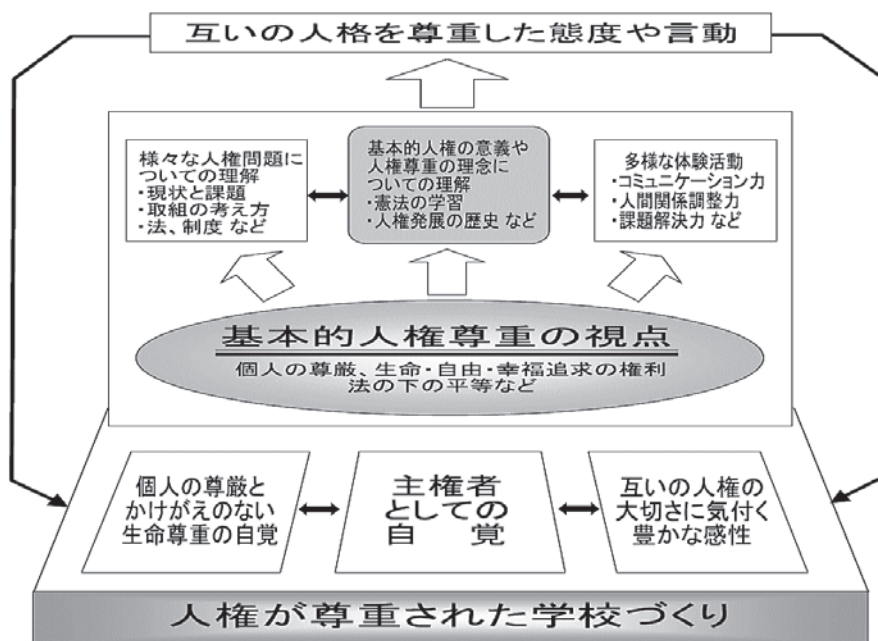 互いの人格を尊重した態度や言動
様々な人権問題に
ついての理解
・現状と課題
・取組の考え方
・法、制度 など
基本的人権の意義や
人権尊重の理念に
ついての理解
・憲法の学習
・人権発展の歴史 など
多様な体験活動
・コミュニケーション力
・人間関係調整力
・課題解決力 など
基本的人権尊重の視点
個人の尊厳、生命・自由・幸福追求の権利
法の下の平等など
個人の尊厳と
かけがえのない
生命尊重の自覚
主権者
としての
自 覚
互いの人権の
大切さに気付く
豊かな感性
人権が尊重された学校づくり